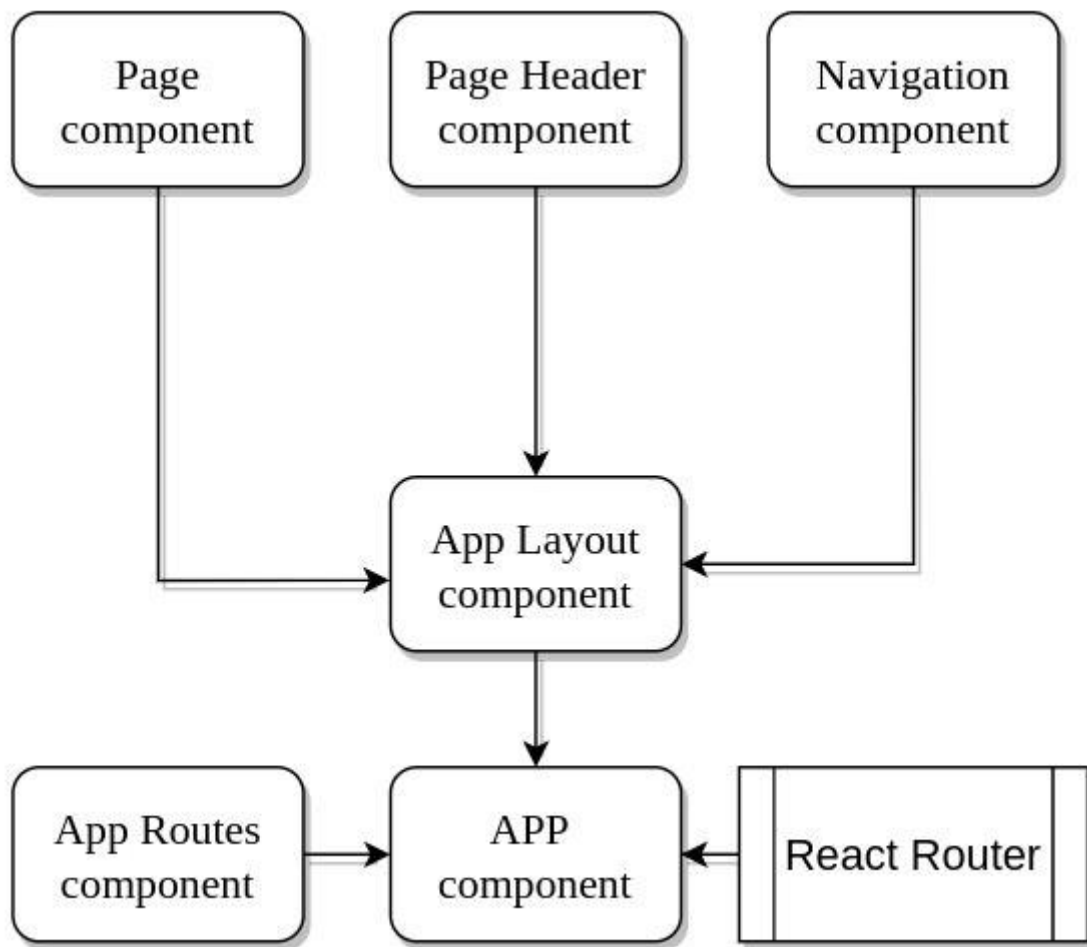 Page
component
Page Header
component
Navigation
component
App Layout
component
App Routes
component
APP
component
React Router